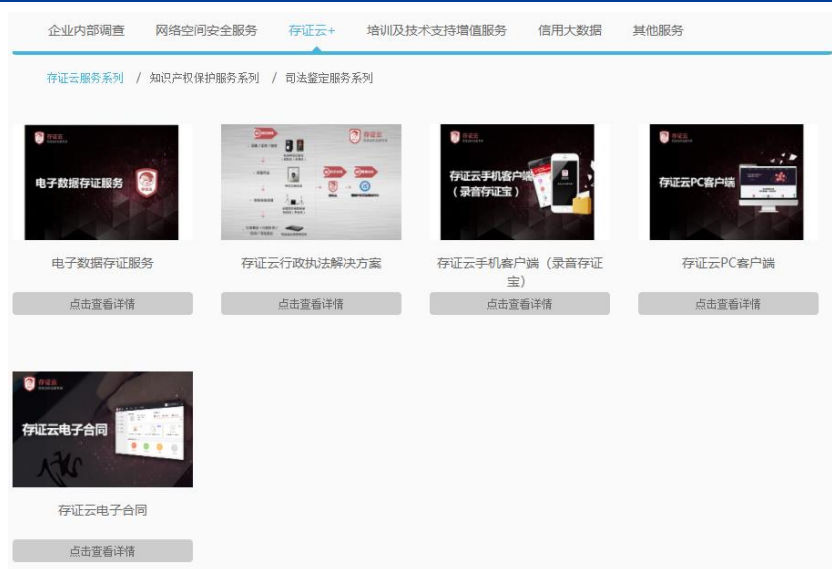 企业内部调查 网络空间安全服务 存证云+ 培训及技术支持增值服务 信用大数据 其他服务
存证云服务系列 / 知识产权保护服务系列 / 司法鉴定服务系列
存证云
电子数据存证服务
存证云
存证云
存证云手机客户端
（录音存证宝）
存证云
存证云PC客户端
电子数据存证服务
存证云行政执法解决方案
存证云手机客户端（录音存证
宝）
存证云PC客户端
点击查看详情
点击查看详情
点击查看详情
点击查看详情
存证云
存证云电子合同
存证云电子合同
点击查看详情